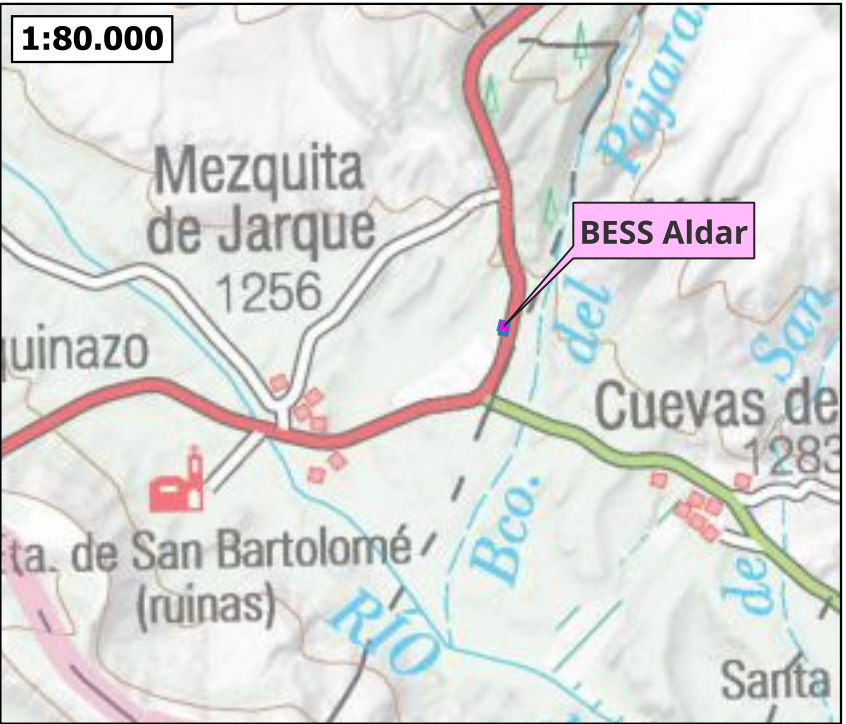 1:80.000
Pajara
Mezquita
de Jarque
1256
BESS Aldar
del
San
quinazo
Cuevas de
1283
Bco.
ta. de San Bartolomé
(ruinas)
de
RÍO
Santa